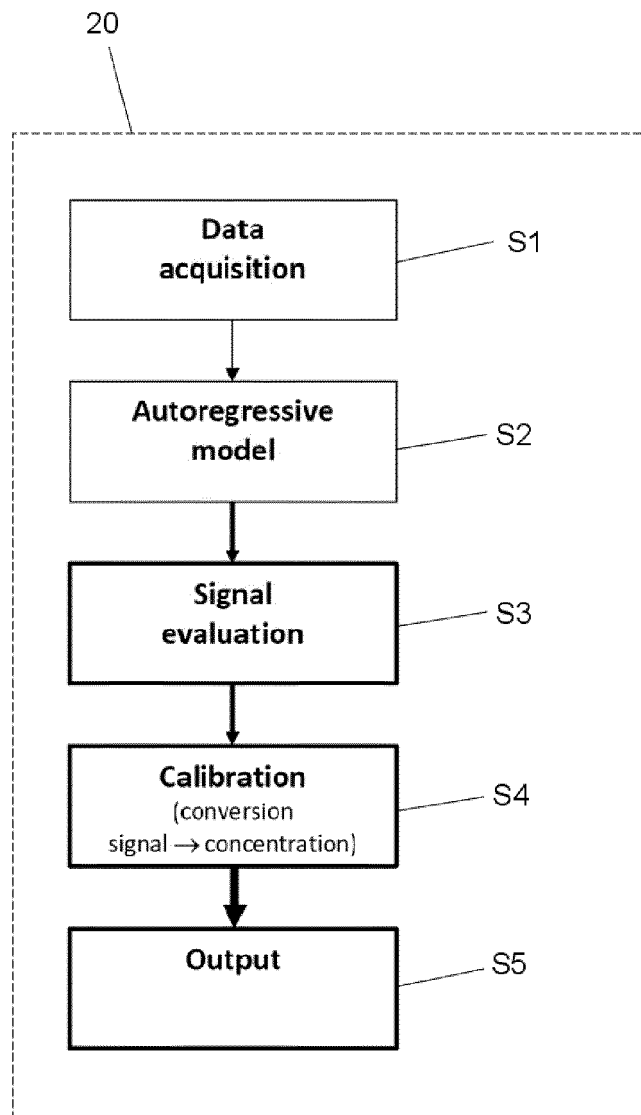 20
Data
acquisition
S1
Autoregressive
model
S2
Signal
evaluation
S3
Calibration
(conversion
signal → concentration)
S4
Output
S5